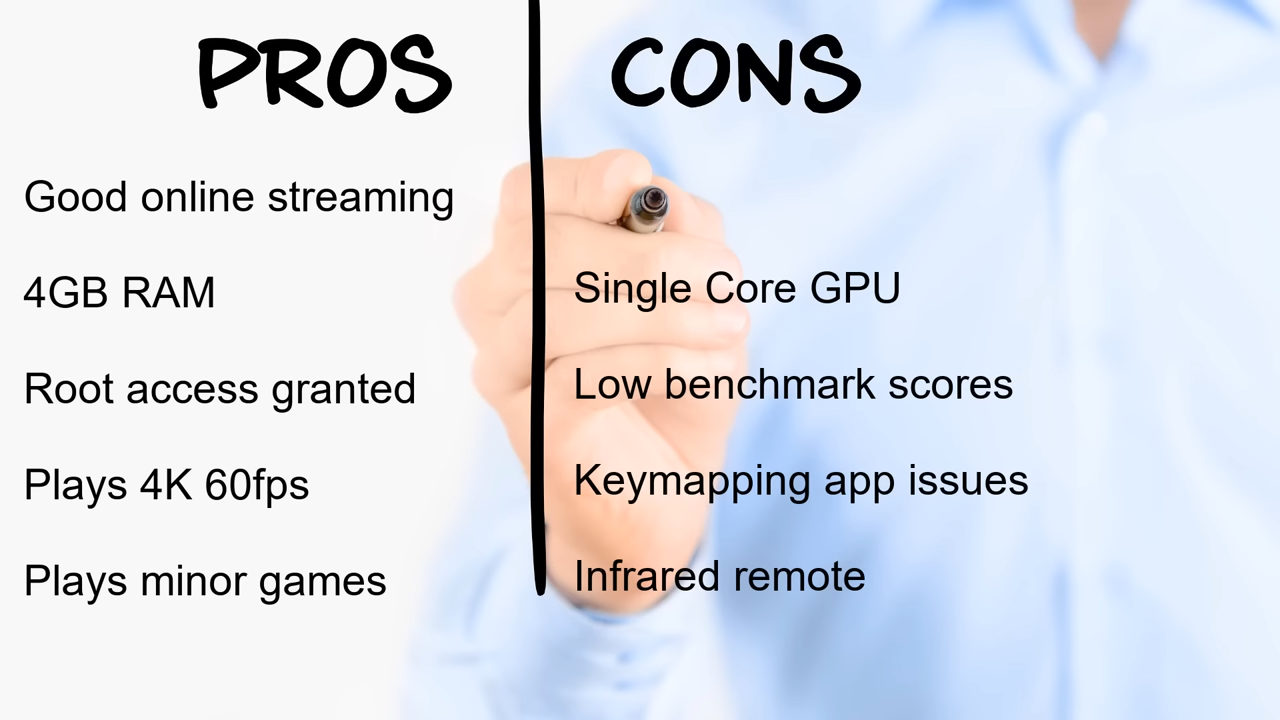 PROS
Good online streaming
4GB RAM
Root access granted
Plays 4K 60fps
Plays minor games
CONS
Single Core GPU
Low benchmark scores
Keymapping app issues
Infrared remote